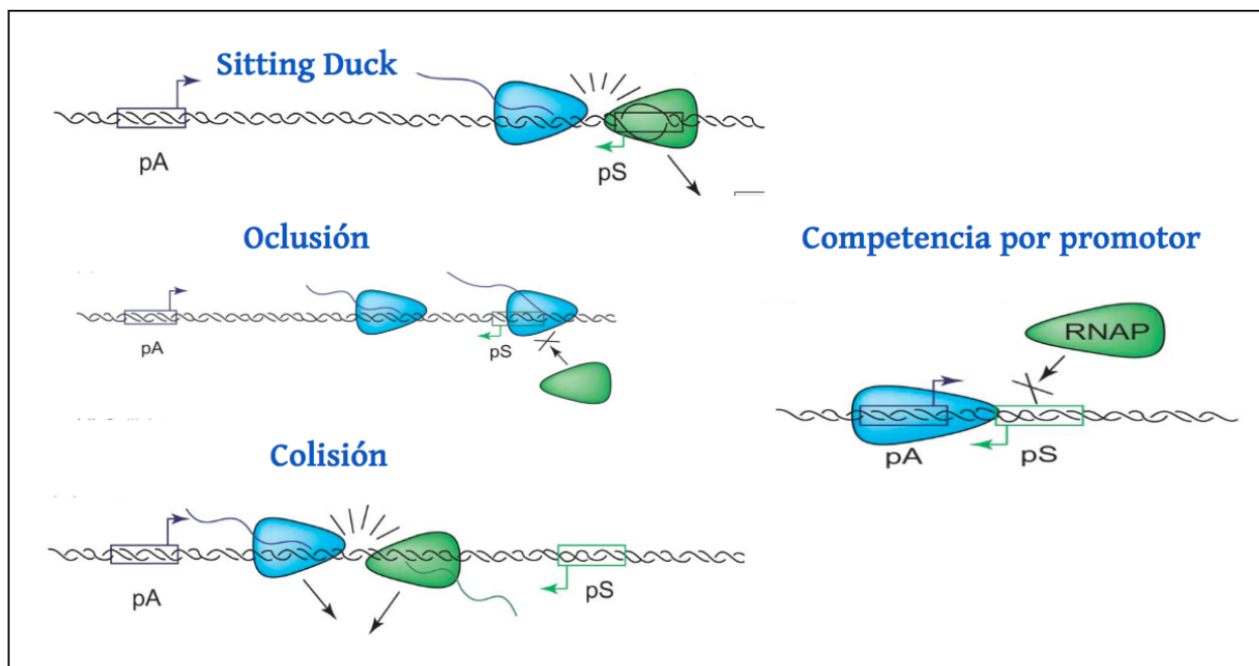 Sitting Duck
pA
pS
Oclusión
pA
pS
Competencia por promotor
RNAP
pA
pS
Colisión
pA
pS